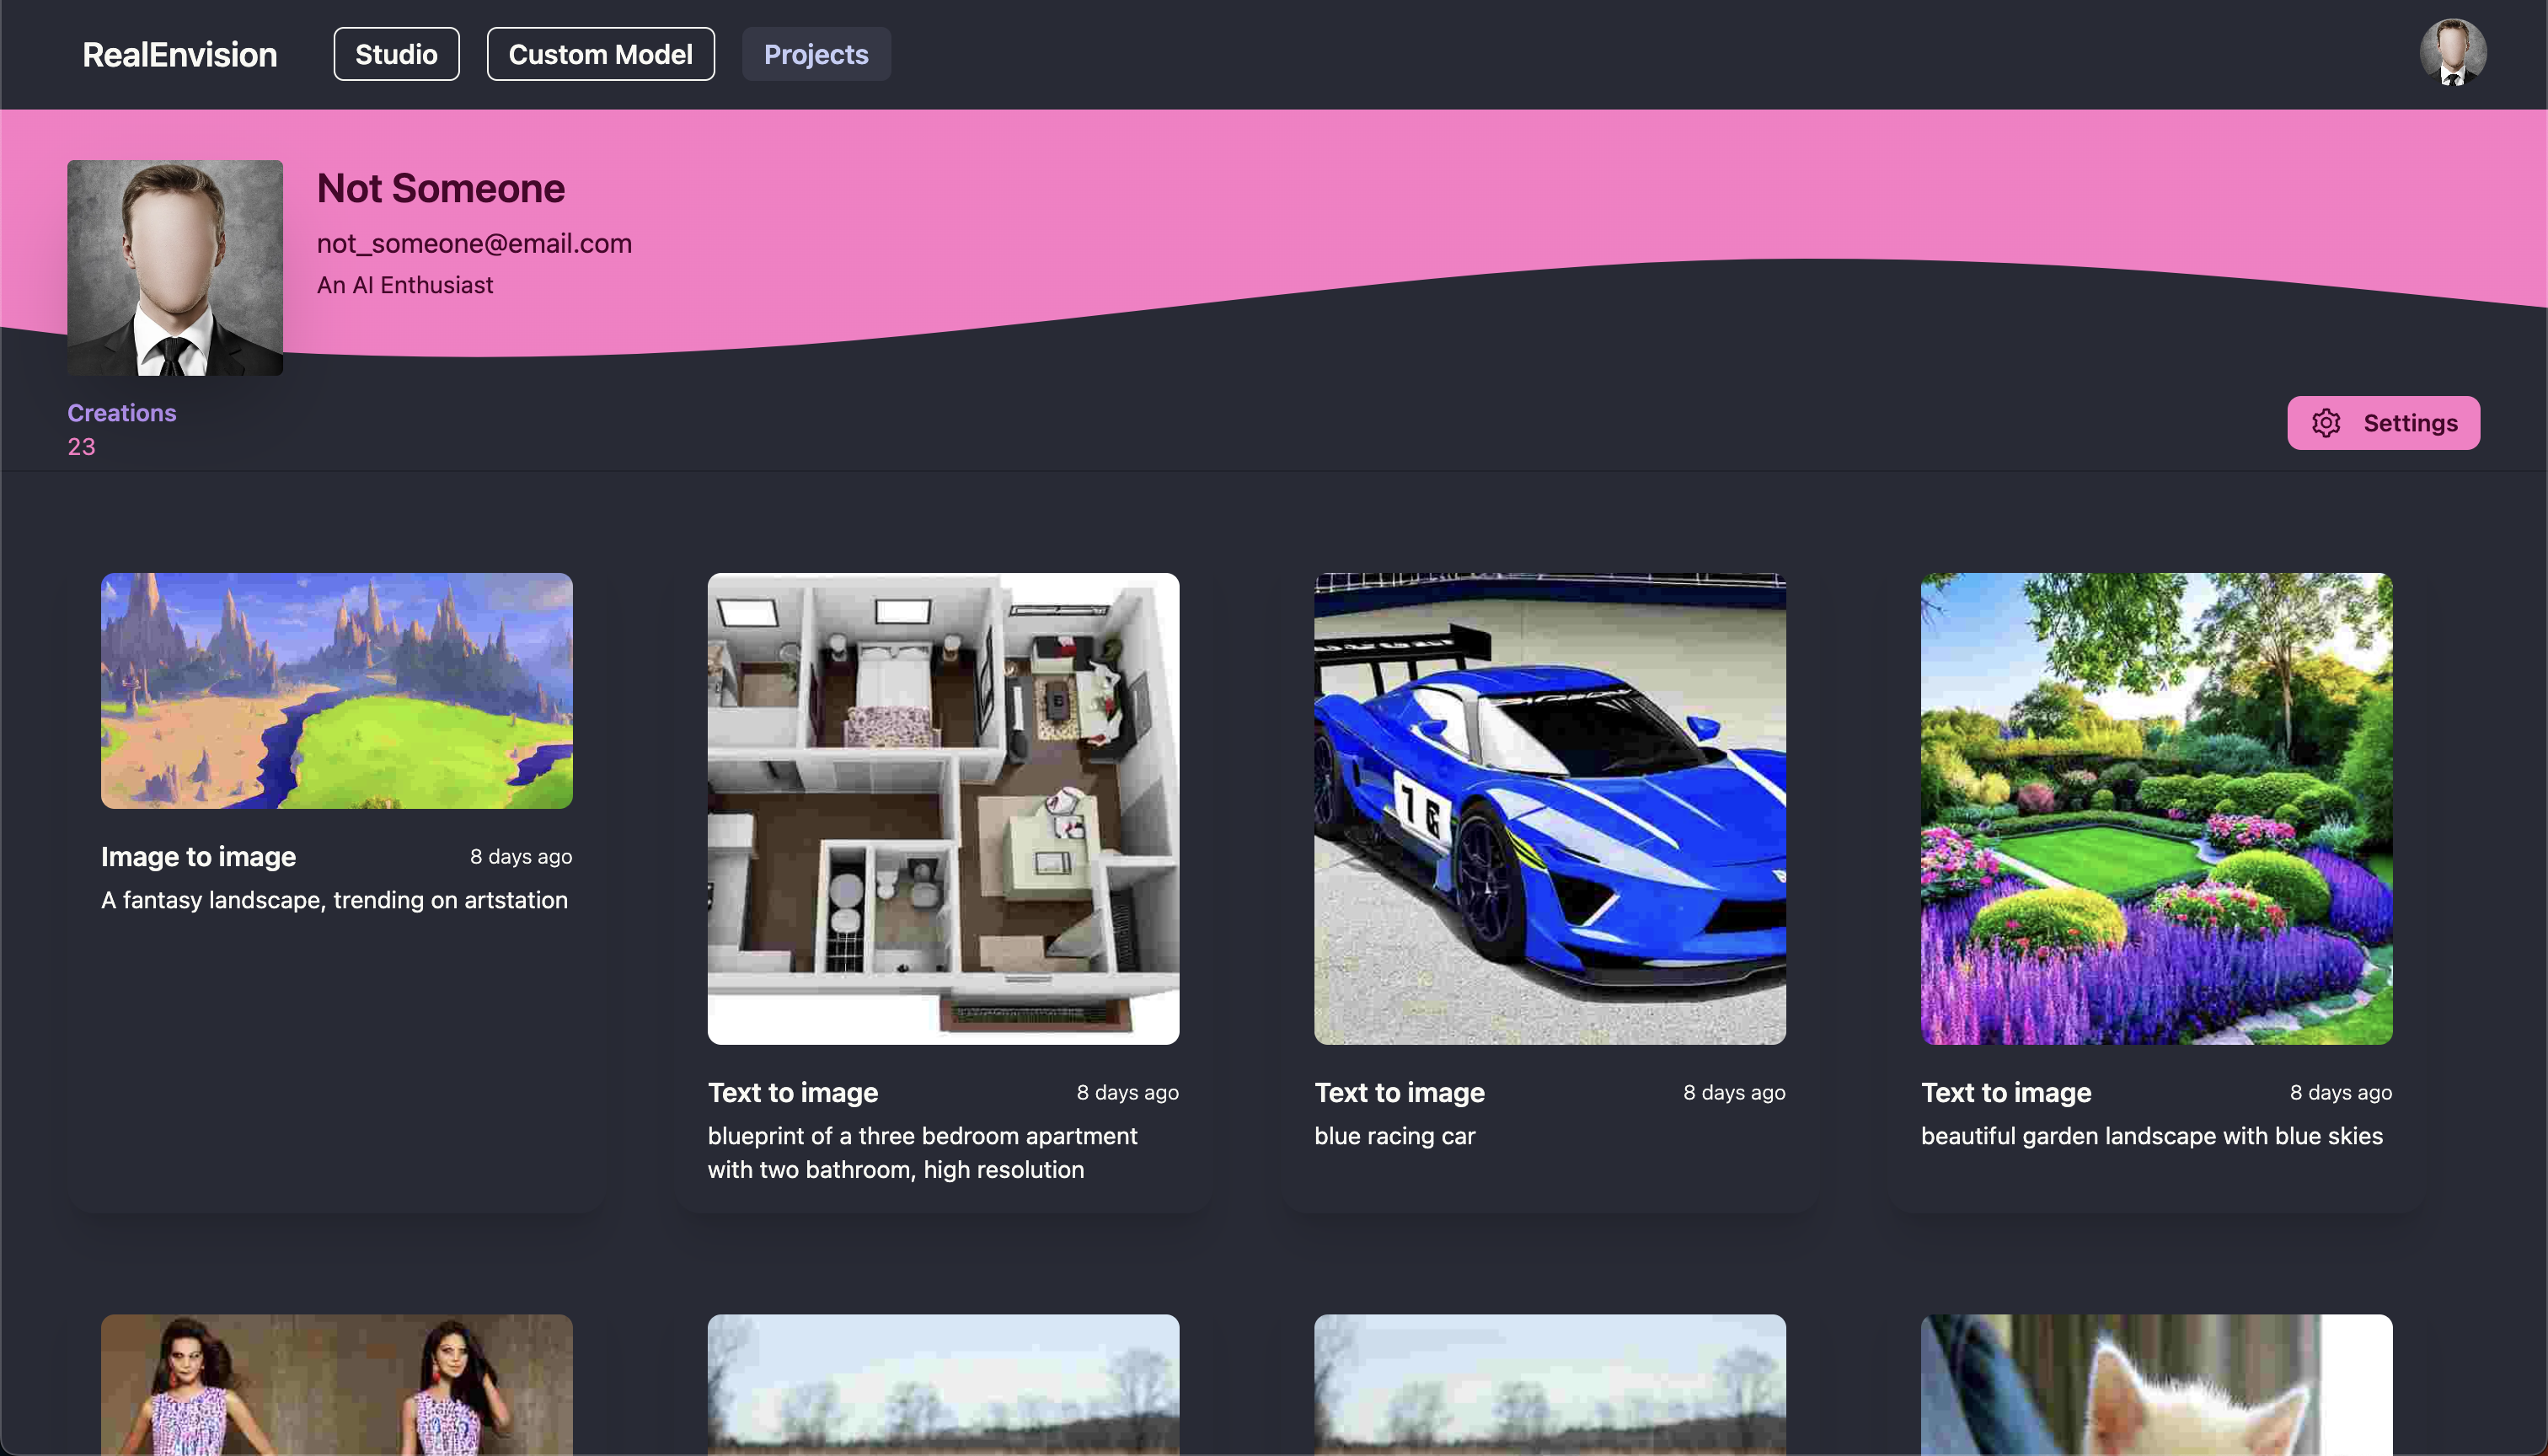 RealEnvision
Studio
Custom Model
Projects
Not Someone
not_someone@email.com
An AI Enthusiast
Creations
23
Settings
Image to image
8 days ago
A fantasy landscape, trending on artstation
Text to image
8 days ago
blueprint of a three bedroom apartment
with two bathroom, high resolution
Text to image
8 days ago
blue racing car
Text to image
8 days ago
beautiful garden landscape with blue skies